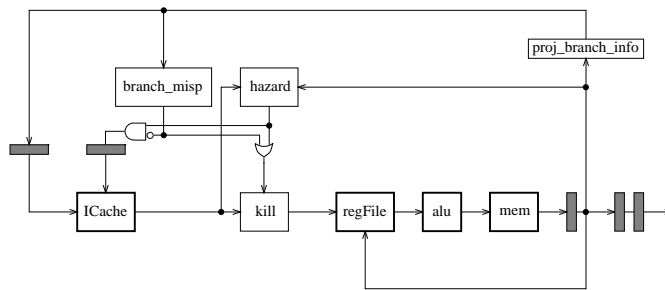 proj_branch_info
branch_misp
hazard
ICache
kill
regFile
alu
mem